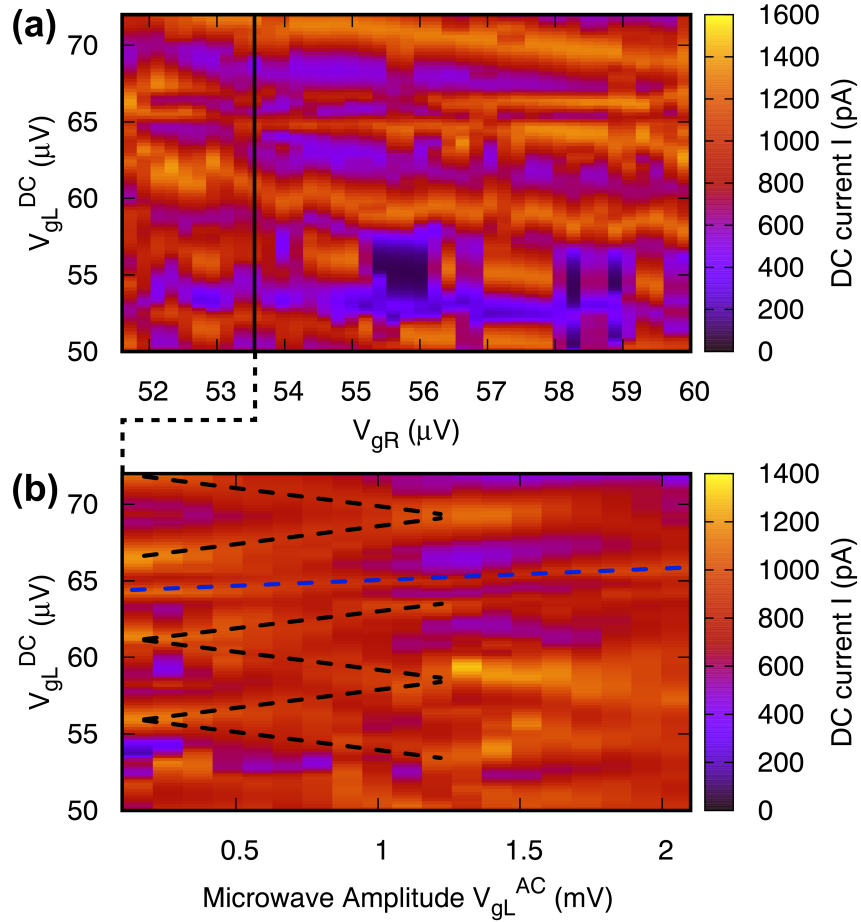 (a)
70
65
60
55
50
V_gL^DC (μV)
52 53 54 55 56 57 58 59 60
V_gR (μV)
1600
1400
1200
1000
800
600
400
200
0
DC current I (pA)
(b)
70
65
60
55
50
V_gL^DC (μV)
0.5 1 1.5 2
Microwave Amplitude V_gL^AC (mV)
1400
1200
1000
800
600
400
200
0
DC current I (pA)